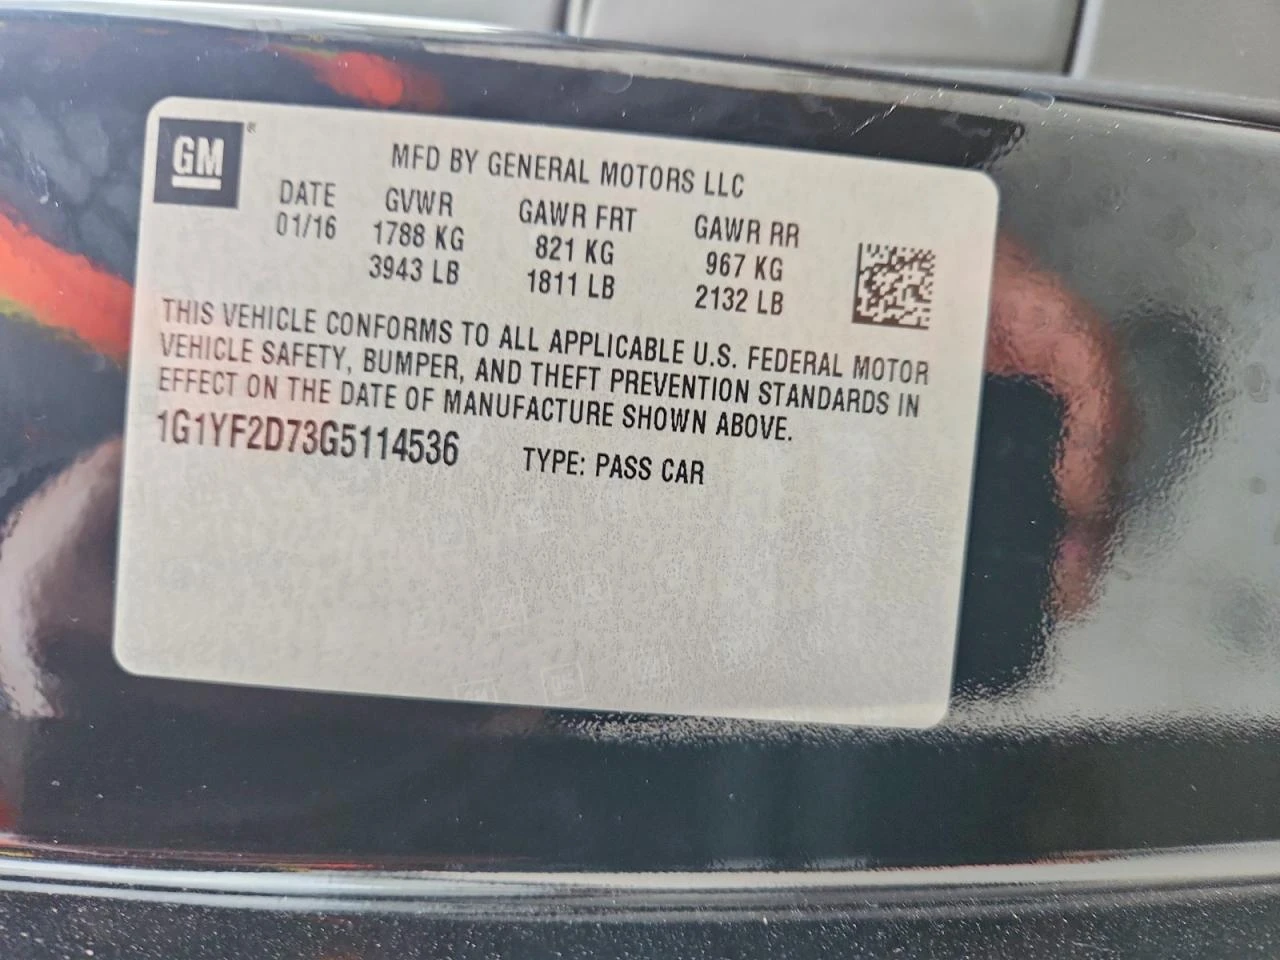 GM
MFD BY GENERAL MOTORS LLC
DATE GVWR GAWR FRT GAWR RR
01/16 1788 KG 821 KG 967 KG
3943 LB 1811 LB 2132 LB
THIS VEHICLE CONFORMS TO ALL APPLICABLE U.S. FEDERAL MOTOR
VEHICLE SAFETY, BUMPER, AND THEFT PREVENTION STANDARDS IN
EFFECT ON THE DATE OF MANUFACTURE SHOWN ABOVE.
1G1YF2D73G5114536 TYPE: PASS CAR